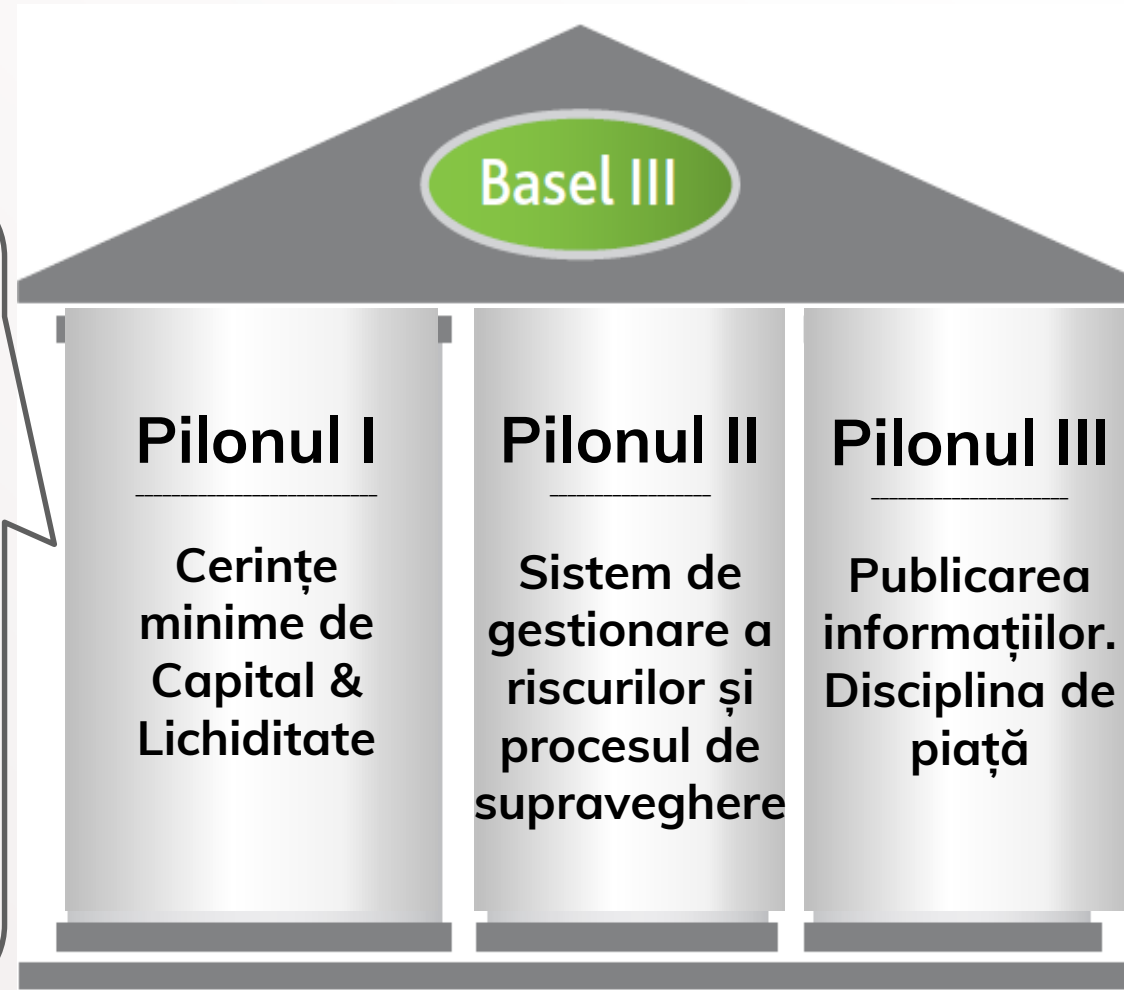 Basel III
Pilonul I
Cerințe
minime de
Capital &
Lichiditate
Pilonul II
Sistem de
gestionare a
riscurilor și
procesul de
supraveghere
Pilonul III
Publicarea
informațiilor.
Disciplina de
piață